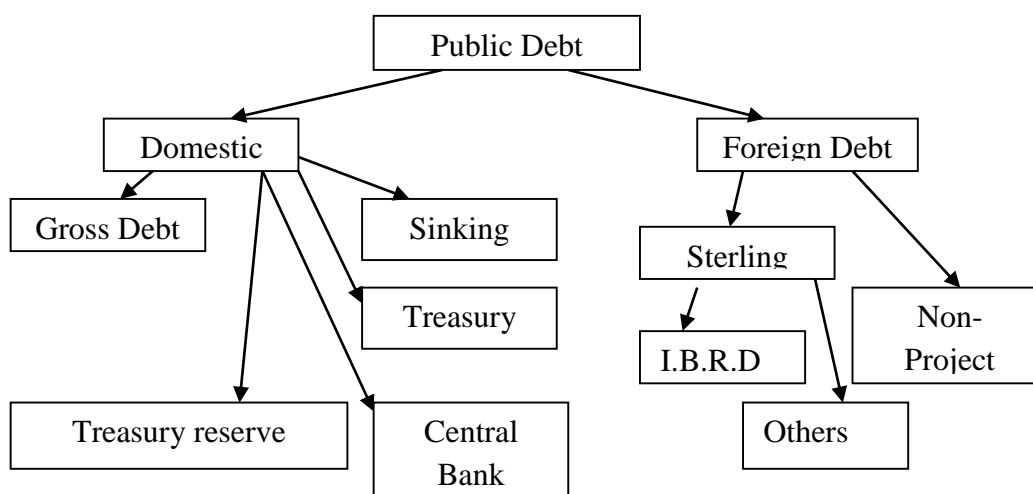 Public Debt
Domestic
Foreign Debt
Gross Debt
Sinking
Sterling
Treasury
Non-
Project
I.B.R.D
Treasury reserve
Central
Bank
Others